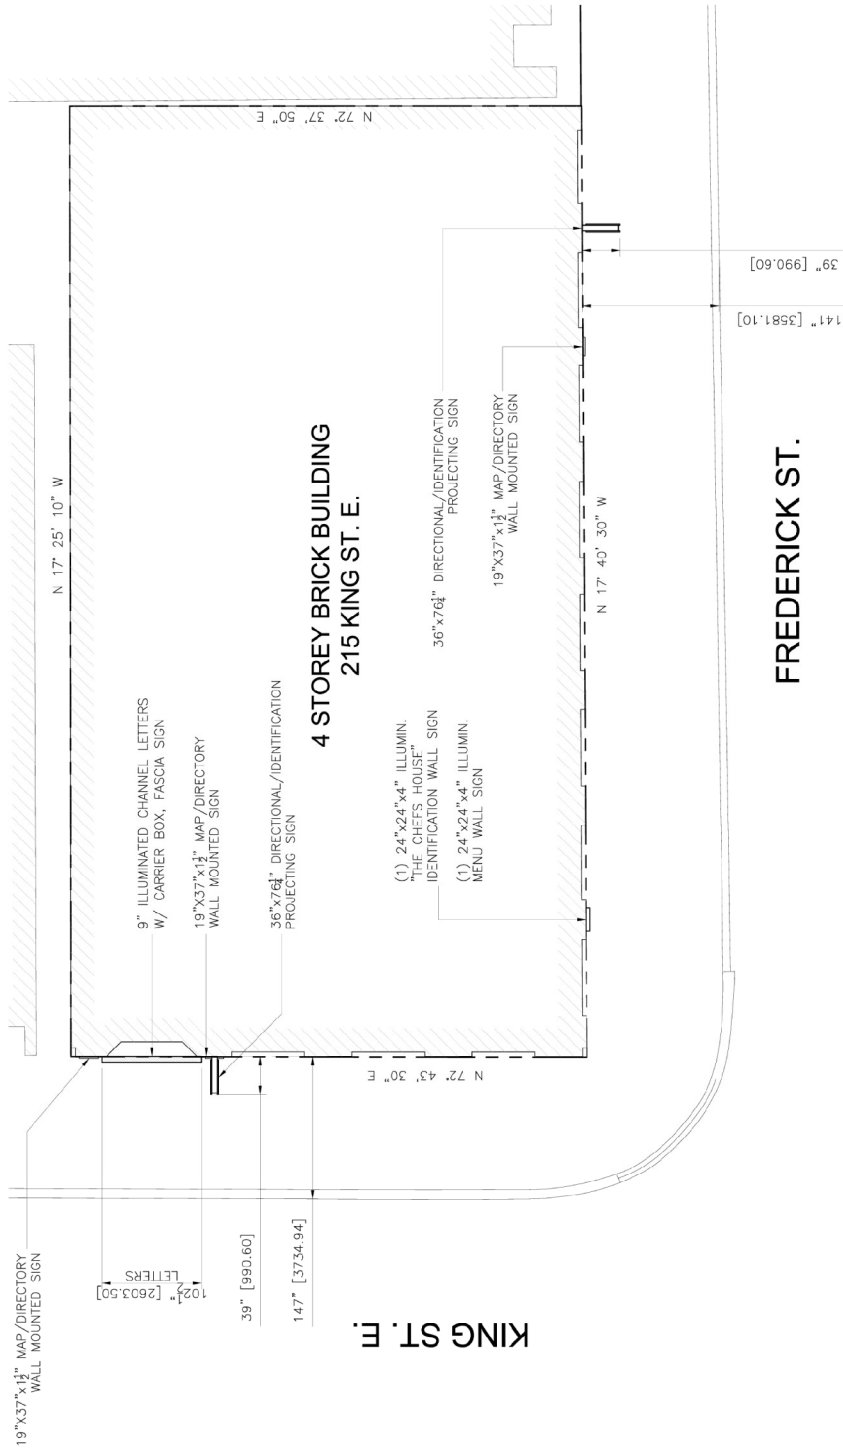 N 72° 37' 50" E
39" [990.60]
141" [3581.10]
N 17° 25' 10" W
36"x76¼" DIRECTIONAL/IDENTIFICATION
PROJECTING SIGN
19"X37"x1½" MAP/DIRECTORY
WALL MOUNTED SIGN
N 17° 40' 30" W
4 STOREY BRICK BUILDING
215 KING ST. E.
FREDERICK ST.
9" ILLUMINATED CHANNEL LETTERS
W/ CARRIER BOX, FASCIA SIGN
19"X37"x1½" MAP/DIRECTORY
WALL MOUNTED SIGN
36"x76¼" DIRECTIONAL/IDENTIFICATION
PROJECTING SIGN
(1) 24"x24"x4" ILLUMIN.
"THE CHEFS HOUSE"
IDENTIFICATION WALL SIGN
(1) 24"x24"x4" ILLUMIN.
MENU WALL SIGN
N 72° 43' 30" E
19"X37"x1½" MAP/DIRECTORY
WALL MOUNTED SIGN
102½" [2603.50]
LETTERS
39" [990.60]
147" [3734.94]
KING ST. E.